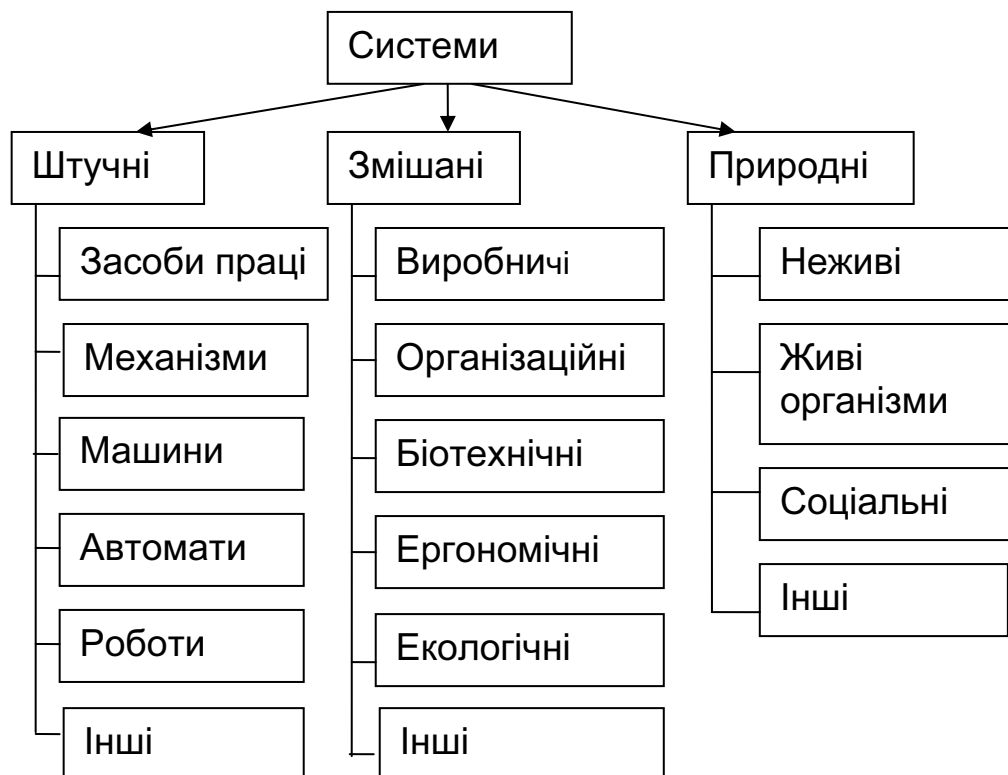 Системи
Штучні
Засоби праці
Механізми
Машини
Автомати
Роботи
Інші
Змішані
Виробничі
Організаційні
Біотехнічні
Ергономічні
Екологічні
Інші
Природні
Неживі
Живі
організми
Соціальні
Інші